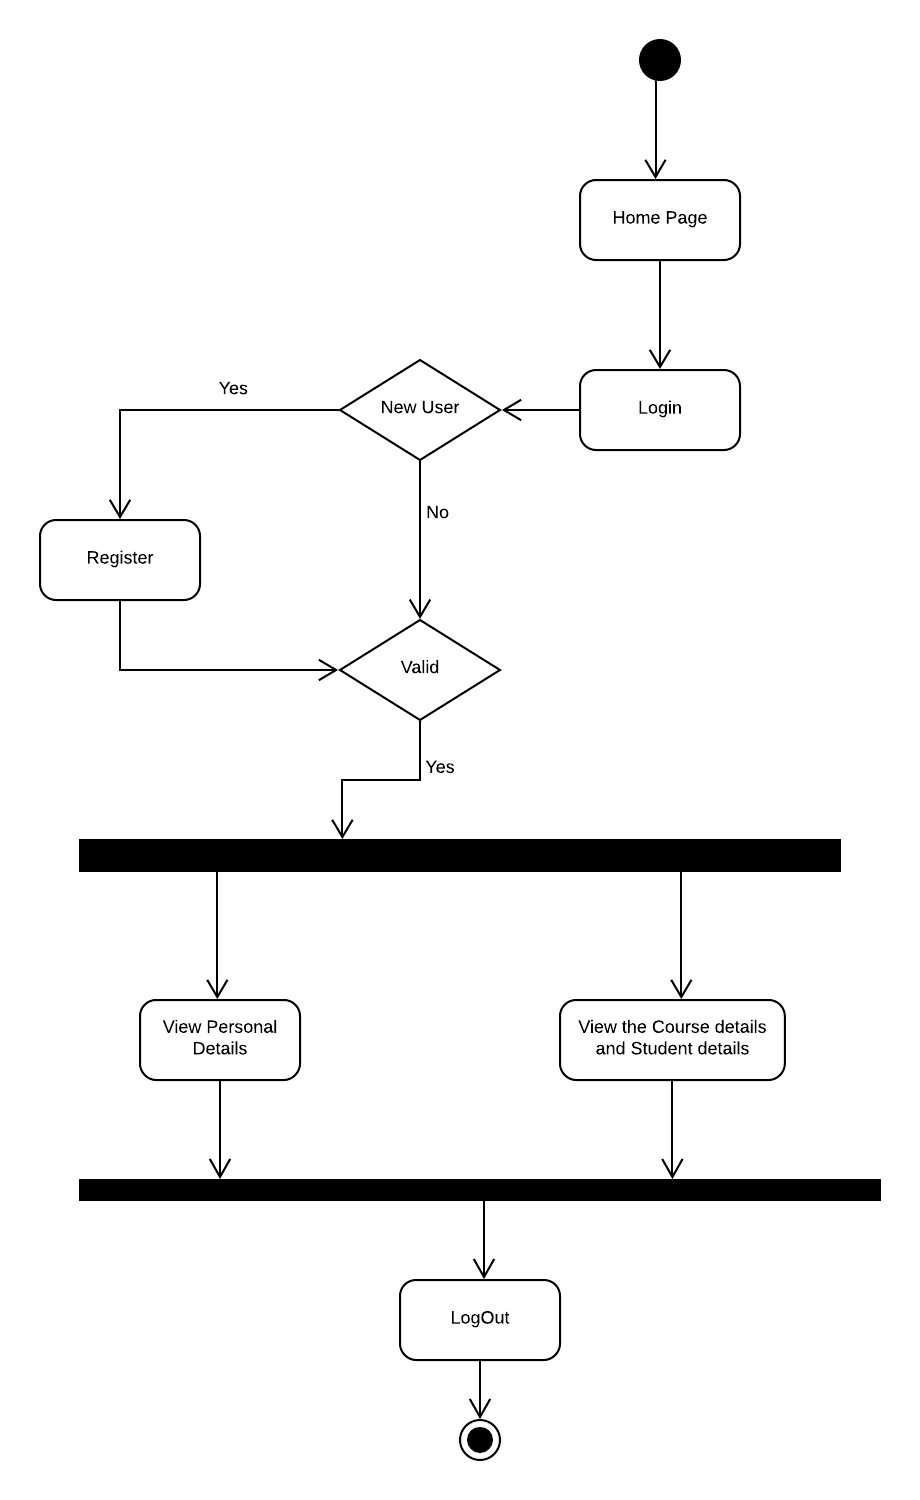 Home Page
Login
New User
Yes
No
Register
Valid
Yes
View Personal
Details
View the Course details
and Student details
LogOut